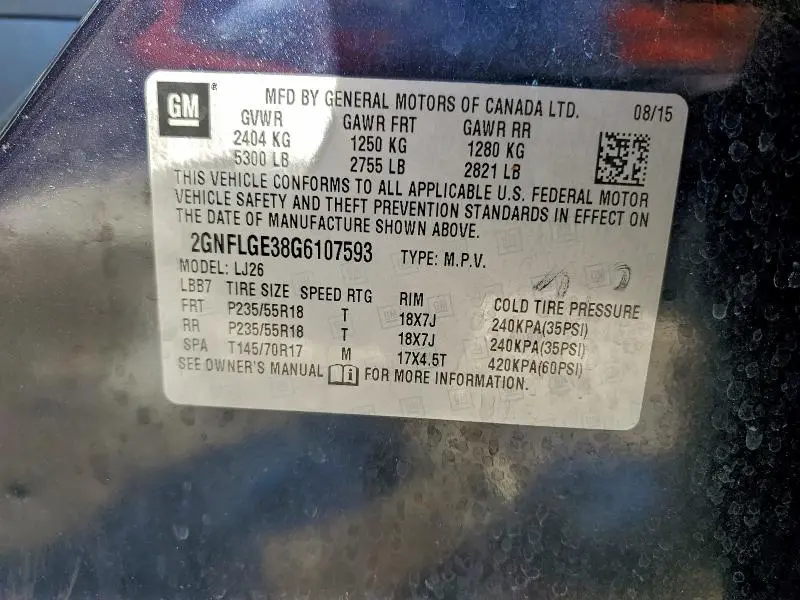 GM® MFD BY GENERAL MOTORS OF CANADA LTD. 08/15
GVWR GAWR FRT GAWR RR
2404 KG 1250 KG 1280 KG
5300 LB 2755 LB 2821 LB
THIS VEHICLE CONFORMS TO ALL APPLICABLE U.S. FEDERAL MOTOR
VEHICLE SAFETY AND THEFT PREVENTION STANDARDS IN EFFECT ON
THE DATE OF MANUFACTURE SHOWN ABOVE.
2GNFLGE38G6107593 TYPE: M.P.V.
MODEL: LJ26
LBB7 TIRE SIZE SPEED RTG RIM COLD TIRE PRESSURE
FRT P235/55R18 T 18X7J 240KPA(35PSI)
RR P235/55R18 T 18X7J 240KPA(35PSI)
SPA T145/70R17 M 17X4.5T 420KPA(60PSI)
SEE OWNER'S MANUAL FOR MORE INFORMATION.